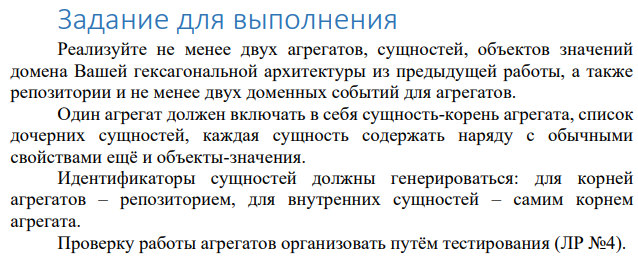 Задание для выполнения
Реализуйте не менее двух агрегатов, сущностей, объектов значений
домена Вашей гексагональной архитектуры из предыдущей работы, а также
репозитории и не менее двух доменных событий для агрегатов.
Один агрегат должен включать в себя сущность-корень агрегата, список
дочерних сущностей, каждая сущность содержать наряду с обычными
свойствами ещё и объекты-значения.
Идентификаторы сущностей должны генерироваться: для корней
агрегатов – репозиторием, для внутренних сущностей – самим корнем
агрегата.
Проверку работы агрегатов организовать путём тестирования (ЛР №4).